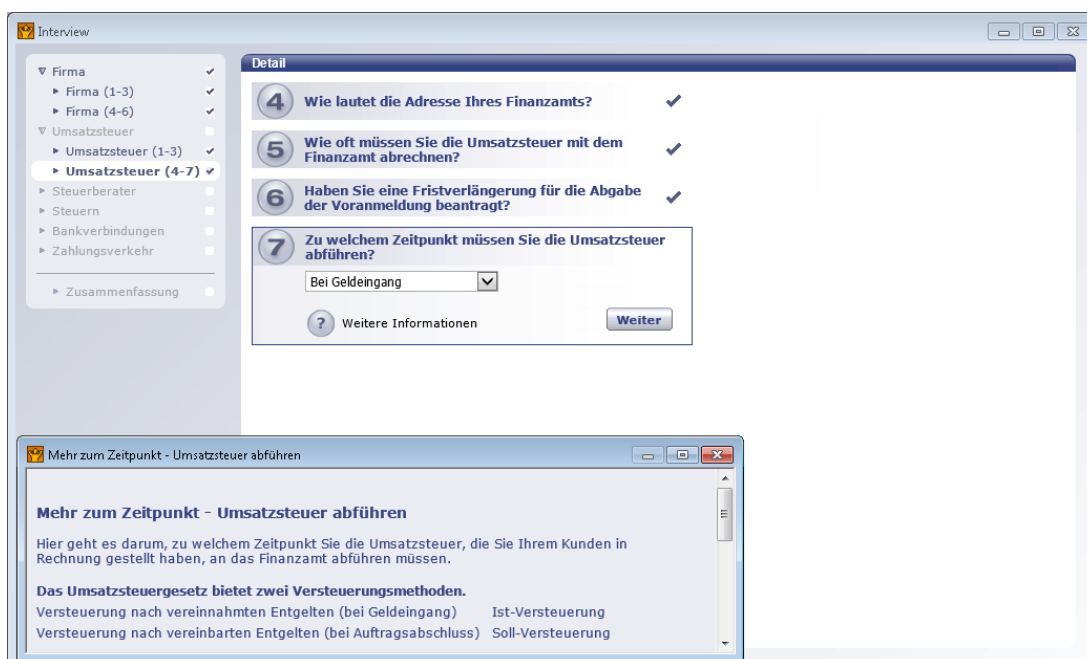 Interview
Firma
Firma (1-3)
Firma (4-6)
Umsatzsteuer
Umsatzsteuer (1-3)
Umsatzsteuer (4-7)
Steuerberater
Steuern
Bankverbindungen
Zahlungsverkehr
Zusammenfassung
Detail
4 Wie lautet die Adresse Ihres Finanzamts?
5 Wie oft müssen Sie die Umsatzsteuer mit dem
Finanzamt abrechnen?
6 Haben Sie eine Fristverlängerung für die Abgabe
der Voranmeldung beantragt?
7 Zu welchem Zeitpunkt müssen Sie die Umsatzsteuer
abführen?
Bei Geldeingang
? Weitere Informationen
Weiter
Mehr zum Zeitpunkt - Umsatzsteuer abführen
Mehr zum Zeitpunkt - Umsatzsteuer abführen
Hier geht es darum, zu welchem Zeitpunkt Sie die Umsatzsteuer, die Sie Ihrem Kunden in
Rechnung gestellt haben, an das Finanzamt abführen müssen.
Das Umsatzsteuergesetz bietet zwei Versteuerungsmethoden.
Versteuerung nach vereinnahmten Entgelten (bei Geldeingang) Ist-Versteuerung
Versteuerung nach vereinbarten Entgelten (bei Auftragsabschluss) Soll-Versteuerung